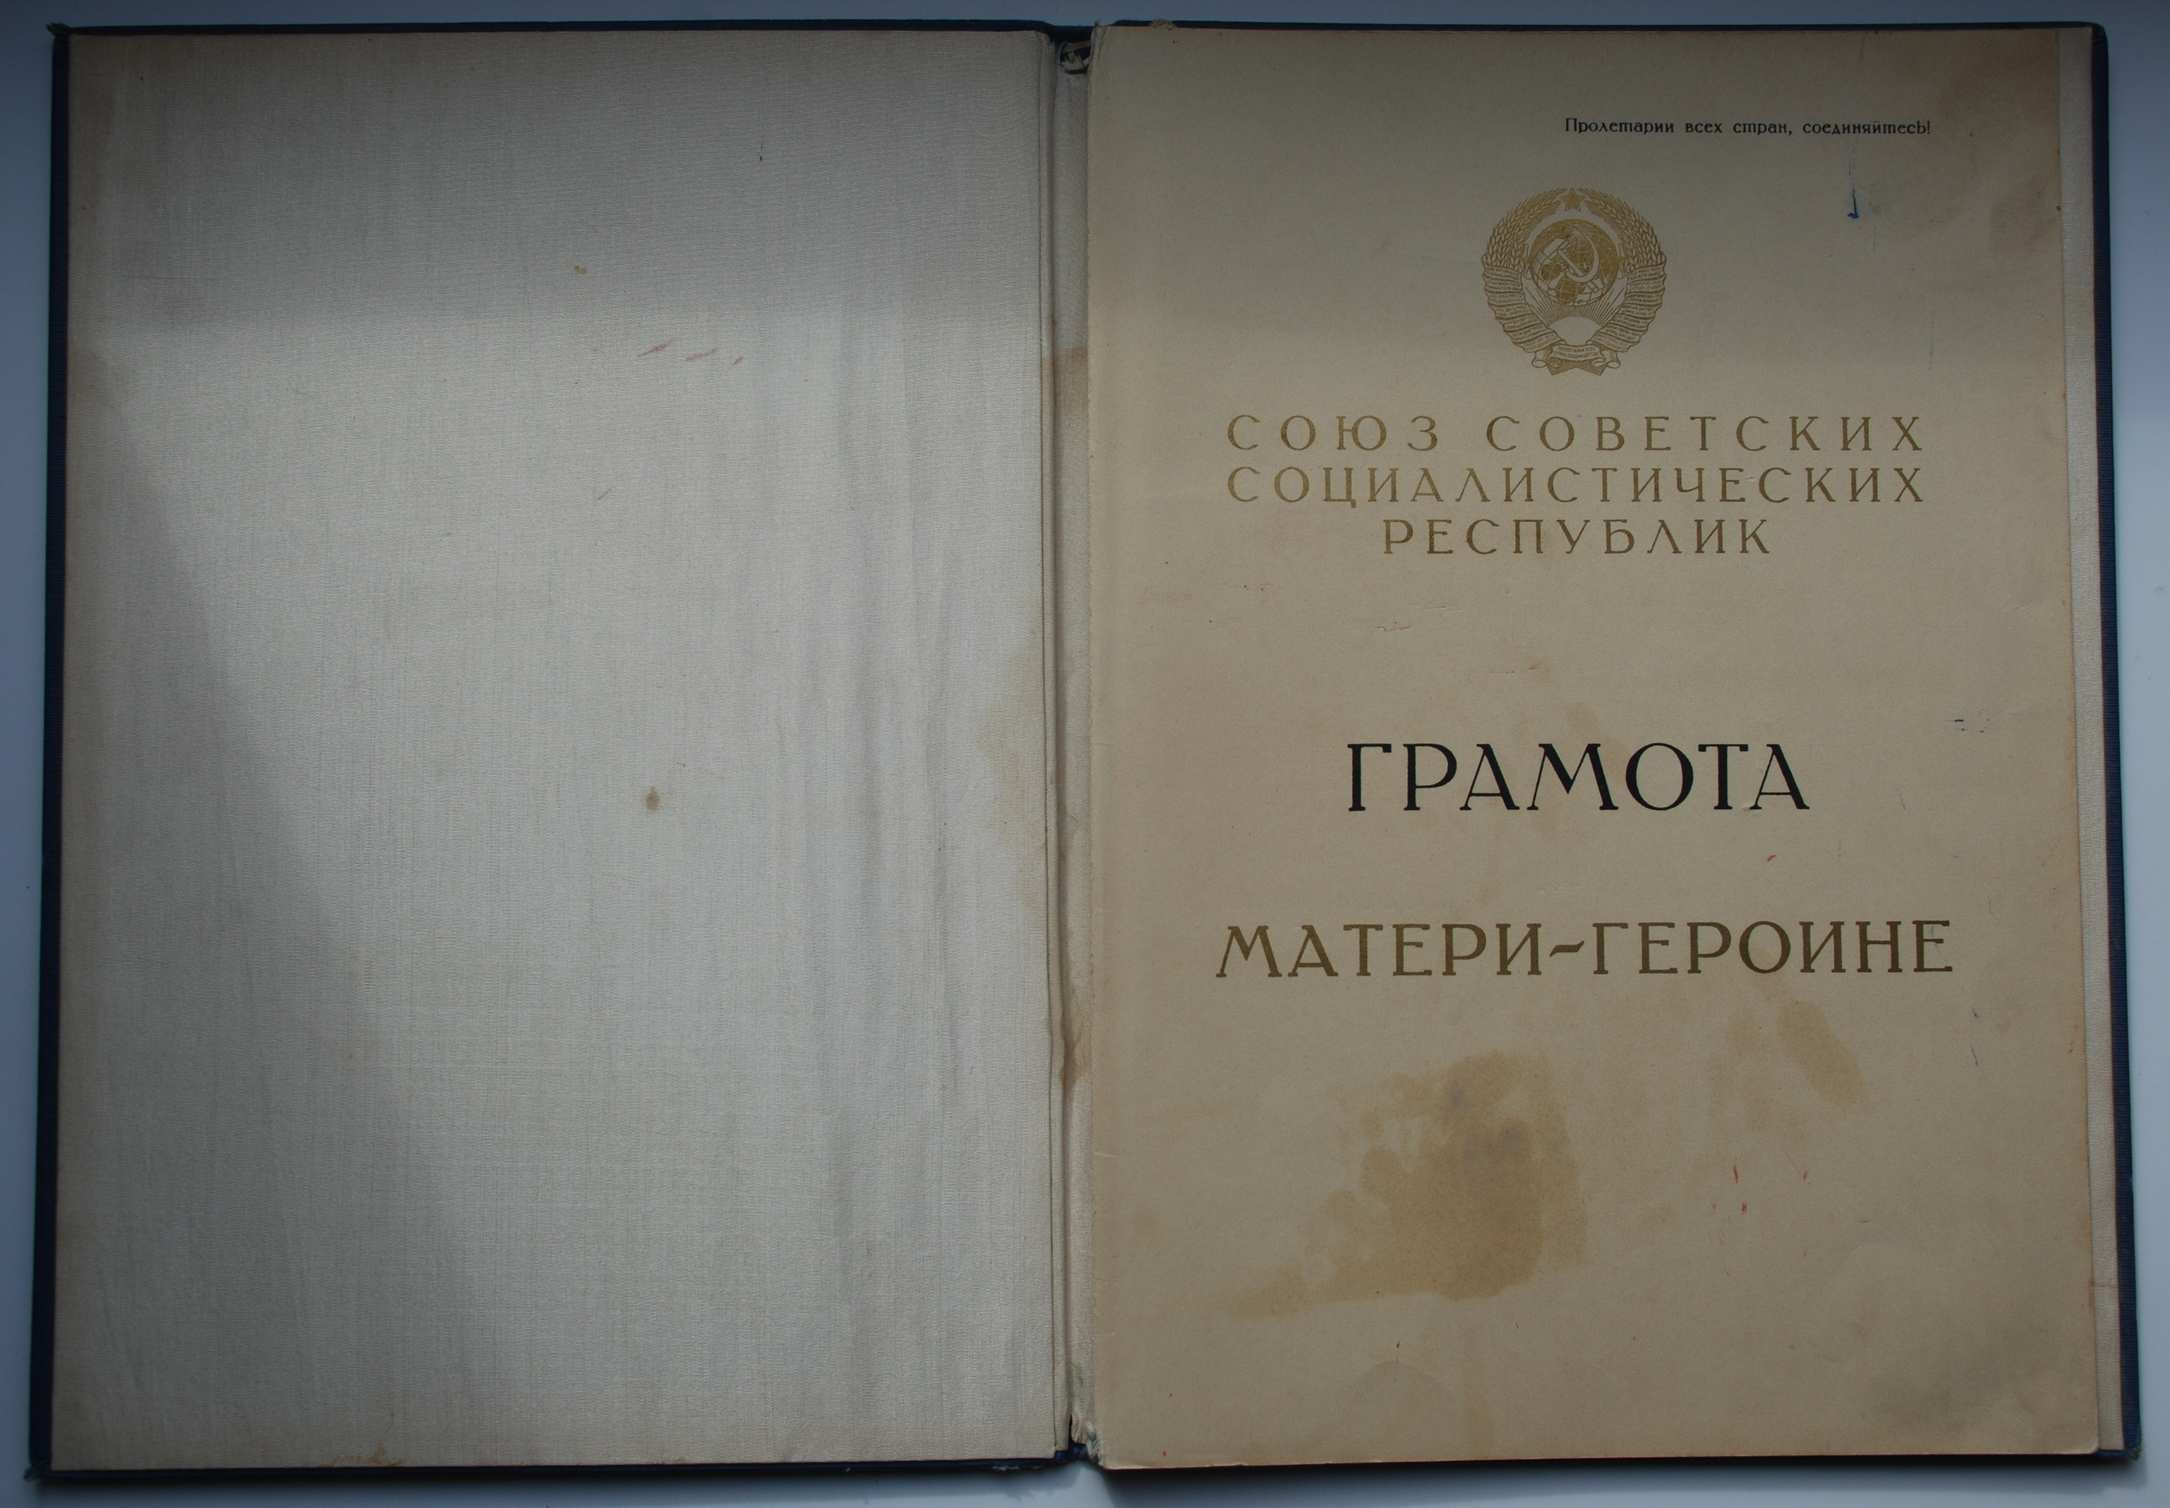 Пролетарии всех стран, соединяйтесь!
СОЮЗ СОВЕТСКИХ
СОЦИАЛИСТИЧЕСКИХ
РЕСПУБЛИК
ГРАМОТА
МАТЕРИ-ГЕРОИНЕ